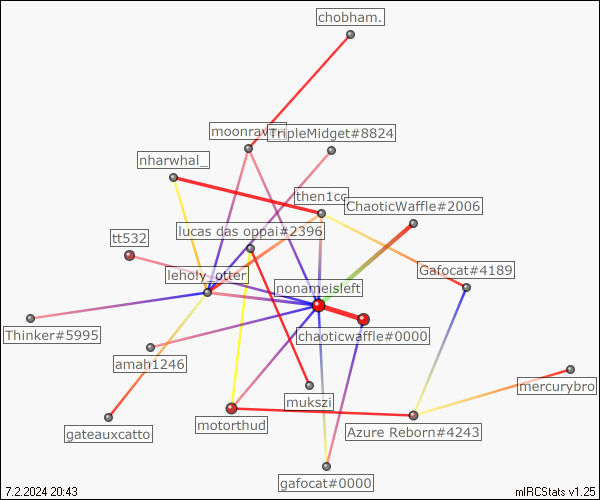 chobham.
TripleMidget#8824
nharwhal_
then1cc
ChaoticWaffle#2006
lucas das oppai#2396
tt532
Gafocat#4189
leholy_otter
nonameisleft
Thinker#5995
chaoticwaffle#0000
amah1246
mercurybro
mukszi
gateauxcatto
motorthud
Azure Reborn#4243
gafocat#0000
7.2.2024 20:43
mIRCStats v1.25